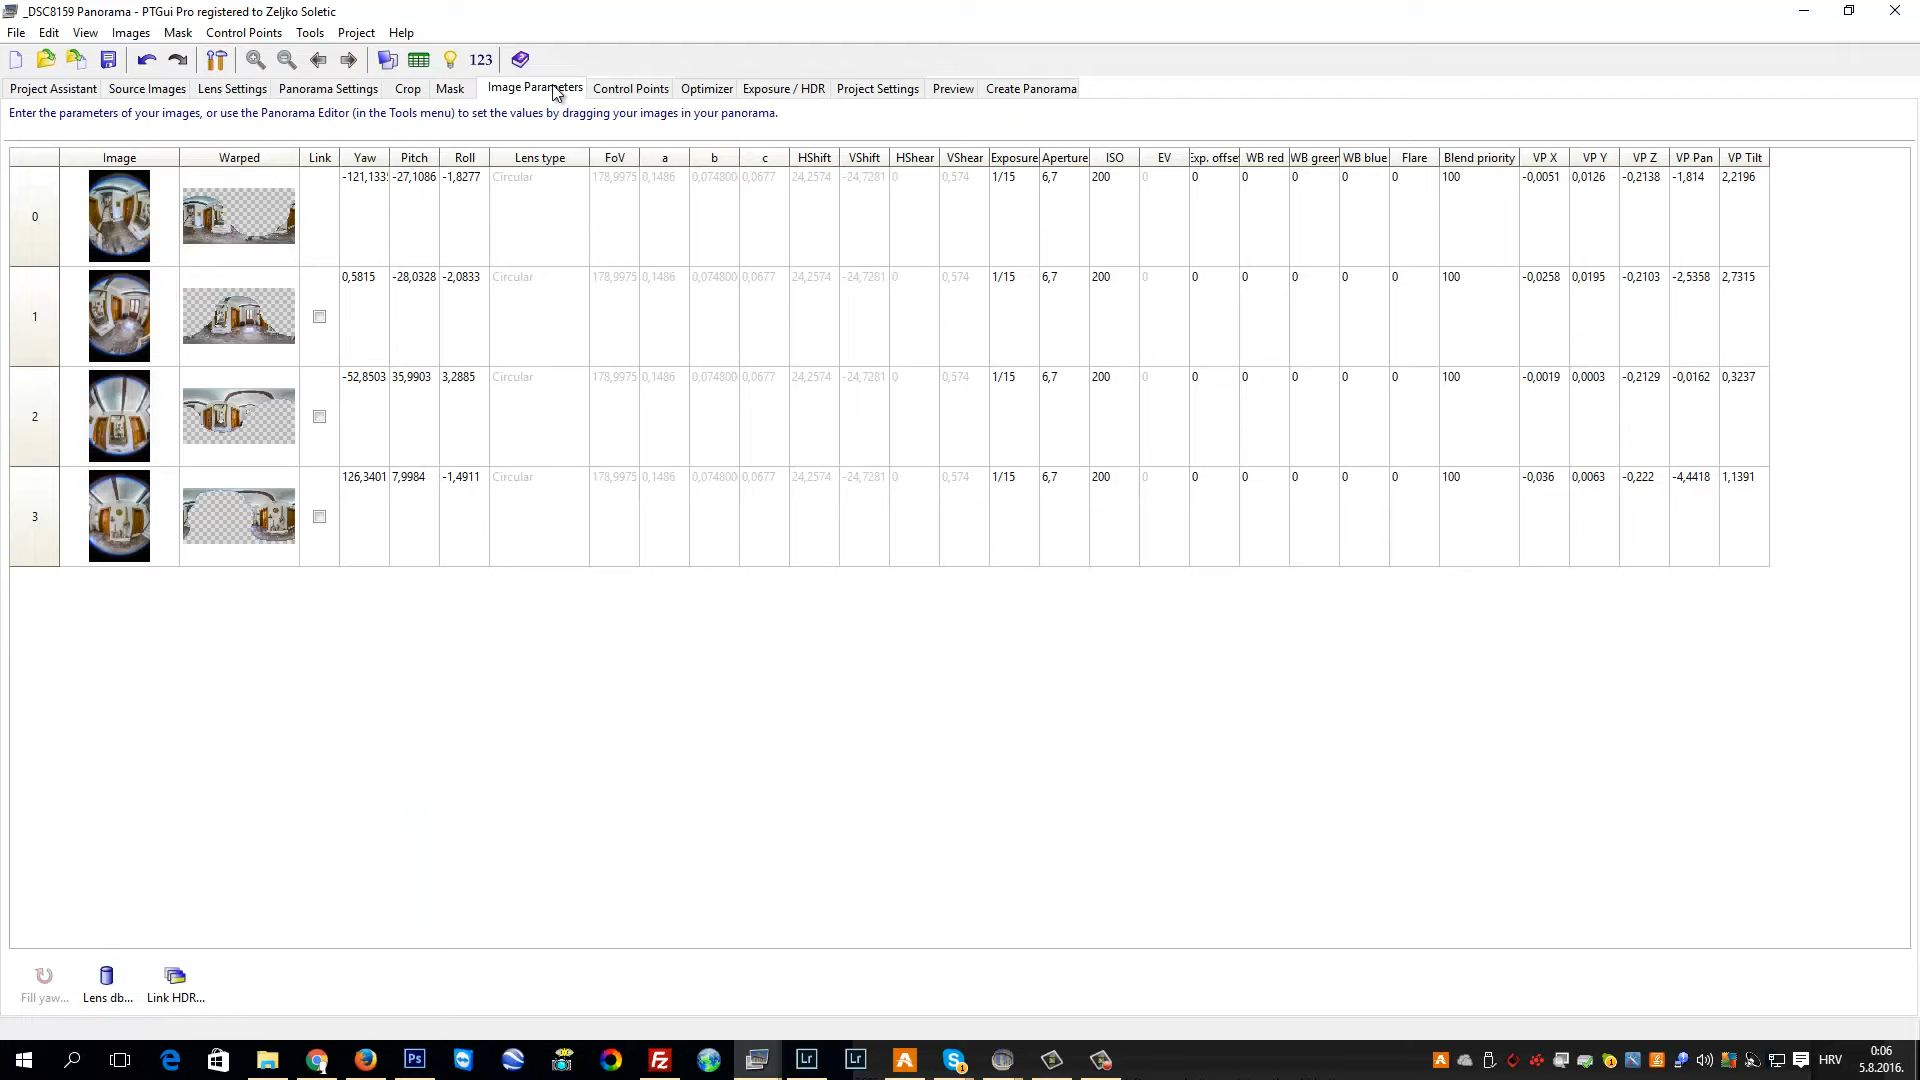 _DSC8159 Panorama - PTGui Pro registered to Zeljko Soletic
File Edit View Images Mask Control Points Tools Project Help
123
Project Assistant Source Images Lens Settings Panorama Settings Crop Mask Image Parameters Control Points Optimizer Exposure / HDR Project Settings Preview Create Panorama
Enter the parameters of your images, or use the Panorama Editor (in the Tools menu) to set the values by dragging your images in your panorama.
Image Warped Link Yaw Pitch Roll Lens type FoV a b c HShift VShift HShear VShear Exposure Aperture ISO EV Exp. offse WB red WB green WB blue Flare Blend priority VP X VP Y VP Z VP Pan VP Tilt
0 -121,133 -27,1086 -1,8277 Circular 178,9975 0,1486 0,074800 0,0677 24,2574 -24,7281 0 0,574 1/15 6,7 200 0 0 0 0 0 0 100 -0,0051 0,0126 -0,2138 -1,814 2,2196
1 0,5815 -28,0328 -2,0833 Circular 178,9975 0,1486 0,074800 0,0677 24,2574 -24,7281 0 0,574 1/15 6,7 200 0 0 0 0 0 0 100 -0,0258 0,0195 -0,2103 -2,5358 2,7315
2 -52,8503 35,9903 3,2885 Circular 178,9975 0,1486 0,074800 0,0677 24,2574 -24,7281 0 0,574 1/15 6,7 200 0 0 0 0 0 0 100 -0,0019 0,0003 -0,2129 -0,0162 0,3237
3 126,3401 7,9984 -1,4911 Circular 178,9975 0,1486 0,074800 0,0677 24,2574 -24,7281 0 0,574 1/15 6,7 200 0 0 0 0 0 0 100 -0,036 0,0063 -0,222 -4,4418 1,1391
Fill yaw... Lens db... Link HDR...
Ps Fz Lr Lr HRV 0:06
5.8.2016.